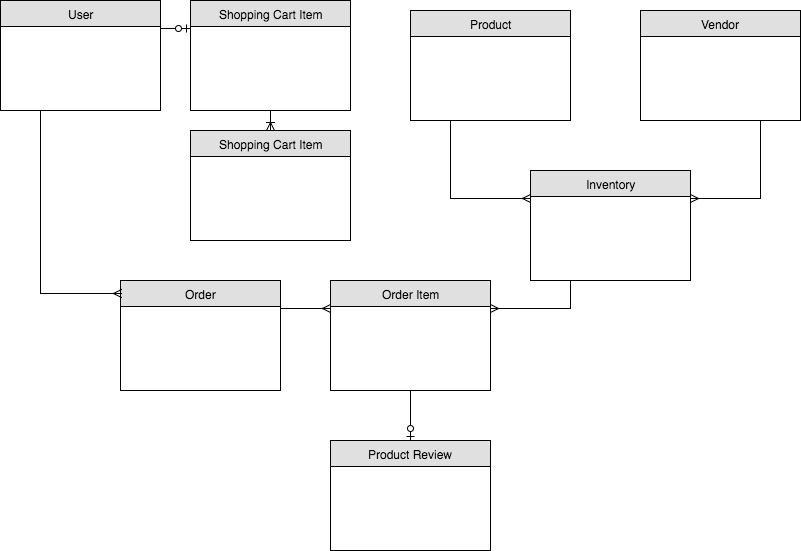 User
Shopping Cart Item
Product
Vendor
Shopping Cart Item
Inventory
Order
Order Item
Product Review